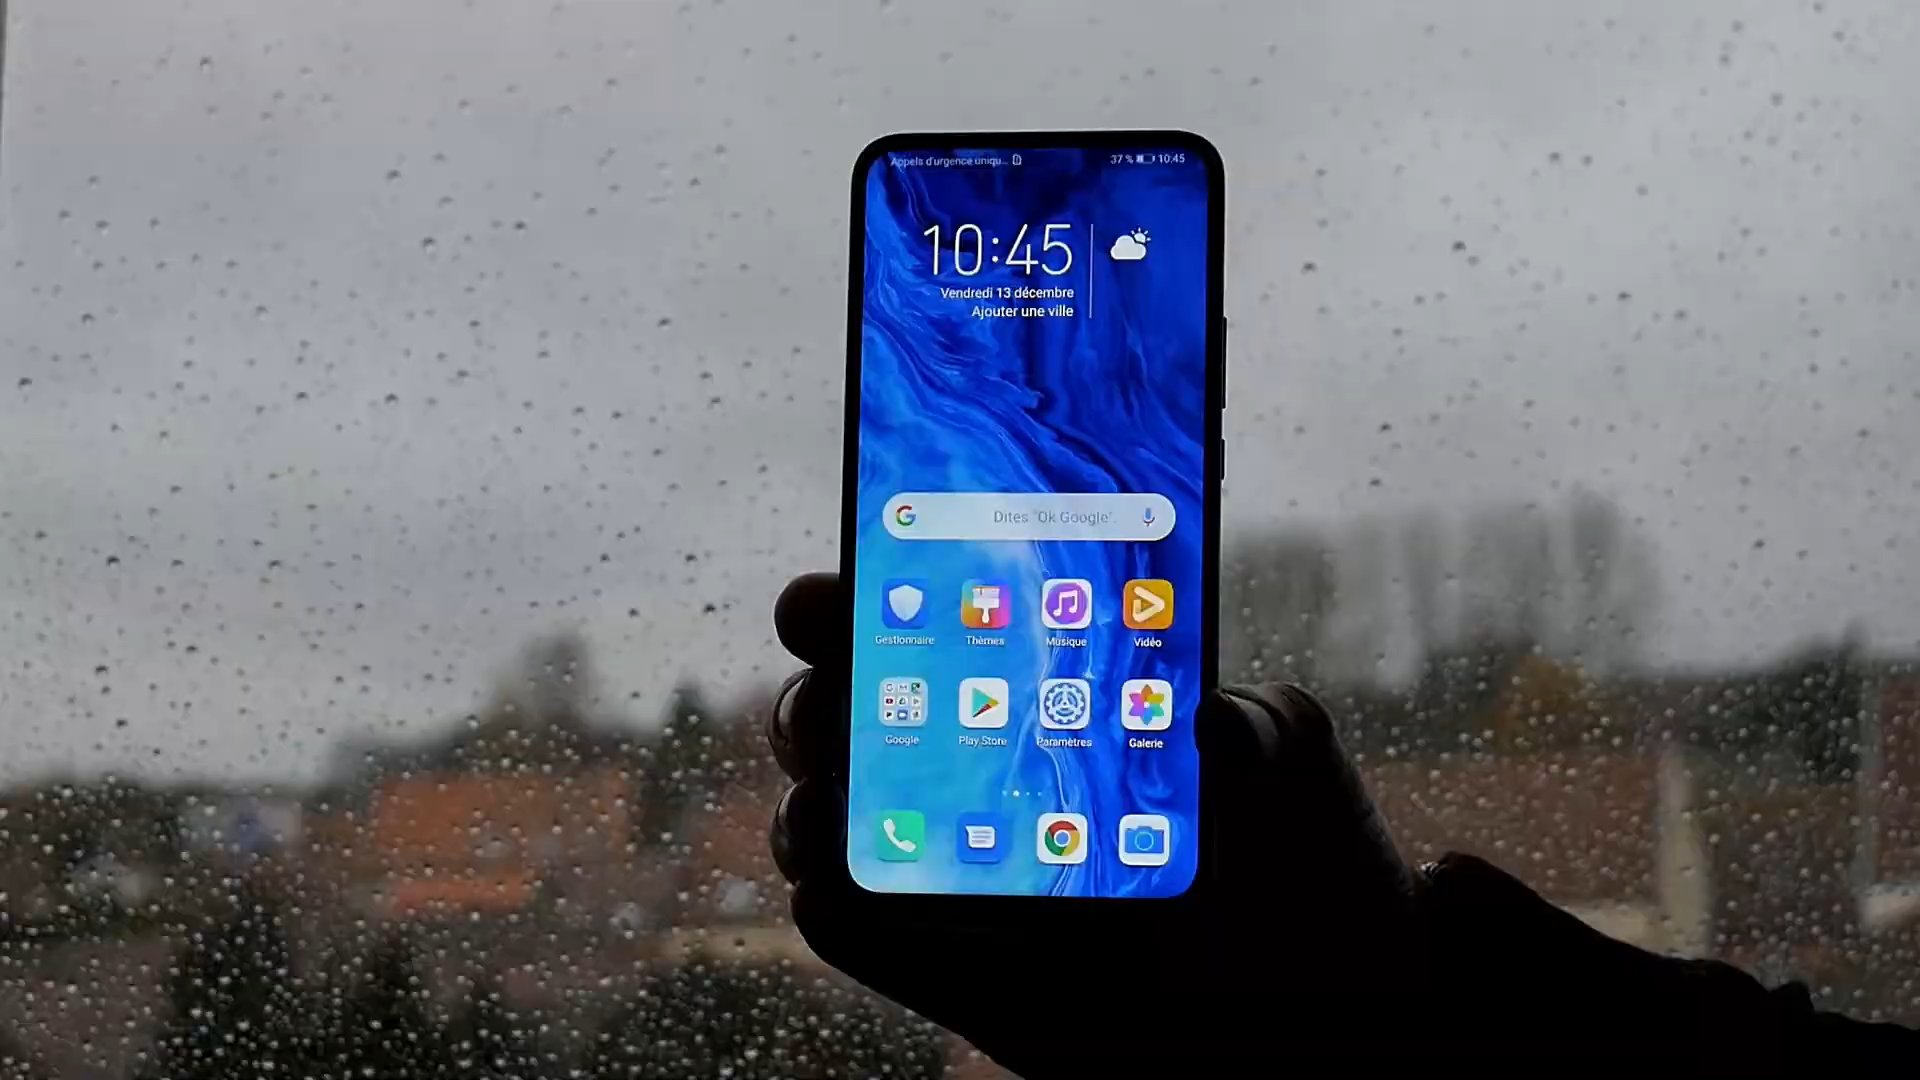 Appels d'urgence uniqu...
37 % 10:45
10:45
Vendredi 13 décembre
Ajouter une ville
Dites "Ok Google".
Gestionnaire Thèmes Musique Vidéo
Google Play Store Paramètres Galerie